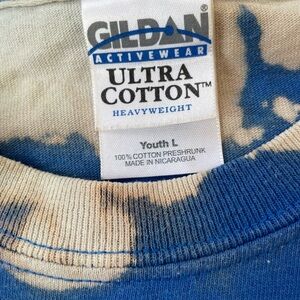 GILDAN
ACTIVEWEAR
ULTRA
COTTON™
HEAVYWEIGHT
Youth L
100% COTTON PRESHRUNK
MADE IN NICARAGUA